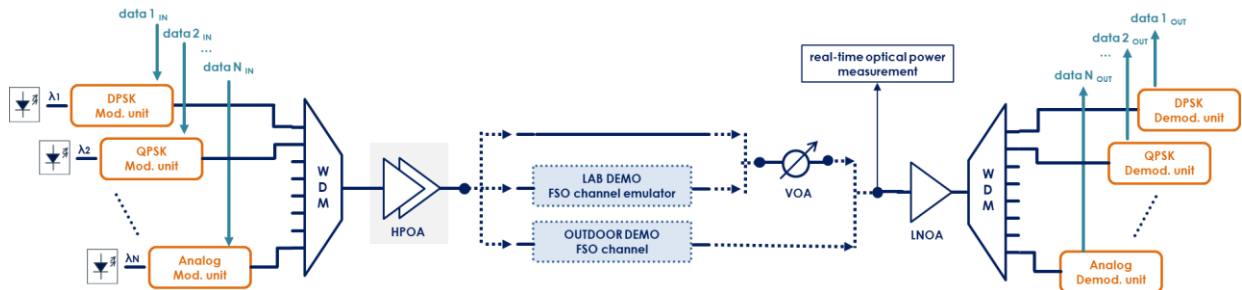 data 1 IN
data 2 IN
...
data N IN
λ1
DPSK
Mod. unit
λ2
QPSK
Mod. unit
λN
Analog
Mod. unit
WDM
HPOA
LAB DEMO
FSO channel emulator
OUTDOOR DEMO
FSO channel
VOA
real-time optical power
measurement
LNOA
WDM
data 1 OUT
data 2 OUT
...
data N OUT
DPSK
Demod. unit
QPSK
Demod. unit
Analog
Demod. unit